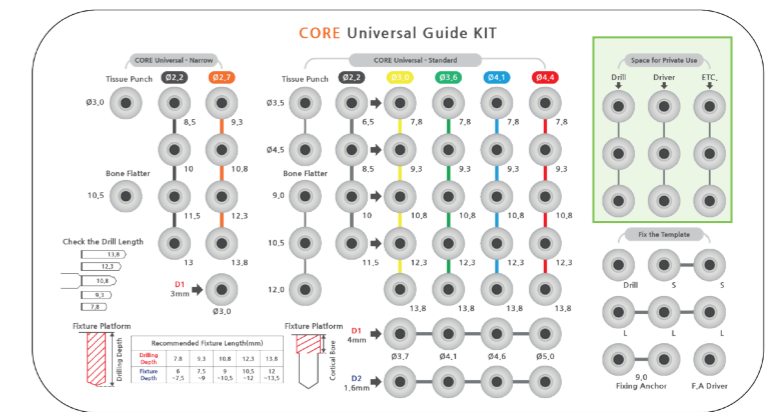 CORE Universal Guide KIT
CORE Universal - Narrow
CORE Universal - Standard
Space for Private Use
Tissue Punch Ø2,2 Ø2,7
Tissue Punch Ø2,2 Ø3,0 Ø3,6 Ø4,1 Ø4,4
Drill Driver ETC,
Ø3,0
8,5 9,3
Ø3,5
6,5 7,8 7,8 7,8 7,8
10 10,8
Ø4,5
8,5 9,3 9,3 9,3 9,3
Bone Flatter
10,5
11,5 12,3
Bone Flatter
9,0
10 10,8 10,8 10,8 10,8
13 13,8
10,5
11,5 12,3 12,3 12,3 12,3
12,0
13,8 13,8 13,8 13,8
Check the Drill Length
13,8
12,3
10,8
9,3
7,8
D1
3mm
Ø3,0
Fix the Template
Drill S S
L L L
9,0
Fixing Anchor F,A Driver
Fixture Platform
Drilling Depth
Recommended Fixture Length(mm)
Drilling Depth 7.8 9.3 10,8 12,3 13.8
Fixture Depth 6 ~7,5 7,5 ~9 9 ~10,5 10,5 ~12 12 ~13,5
Fixture Platform
Cortical Bone
D1
4mm
Ø3,7 Ø4,1 Ø4,6 Ø5,0
D2
1,6mm